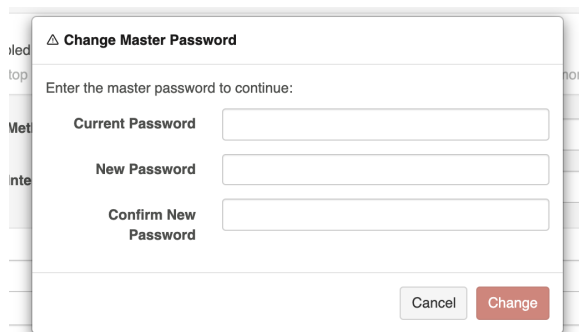 ⚠ Change Master Password
Enter the master password to continue:
Current Password
New Password
Confirm New
Password
Cancel
Change